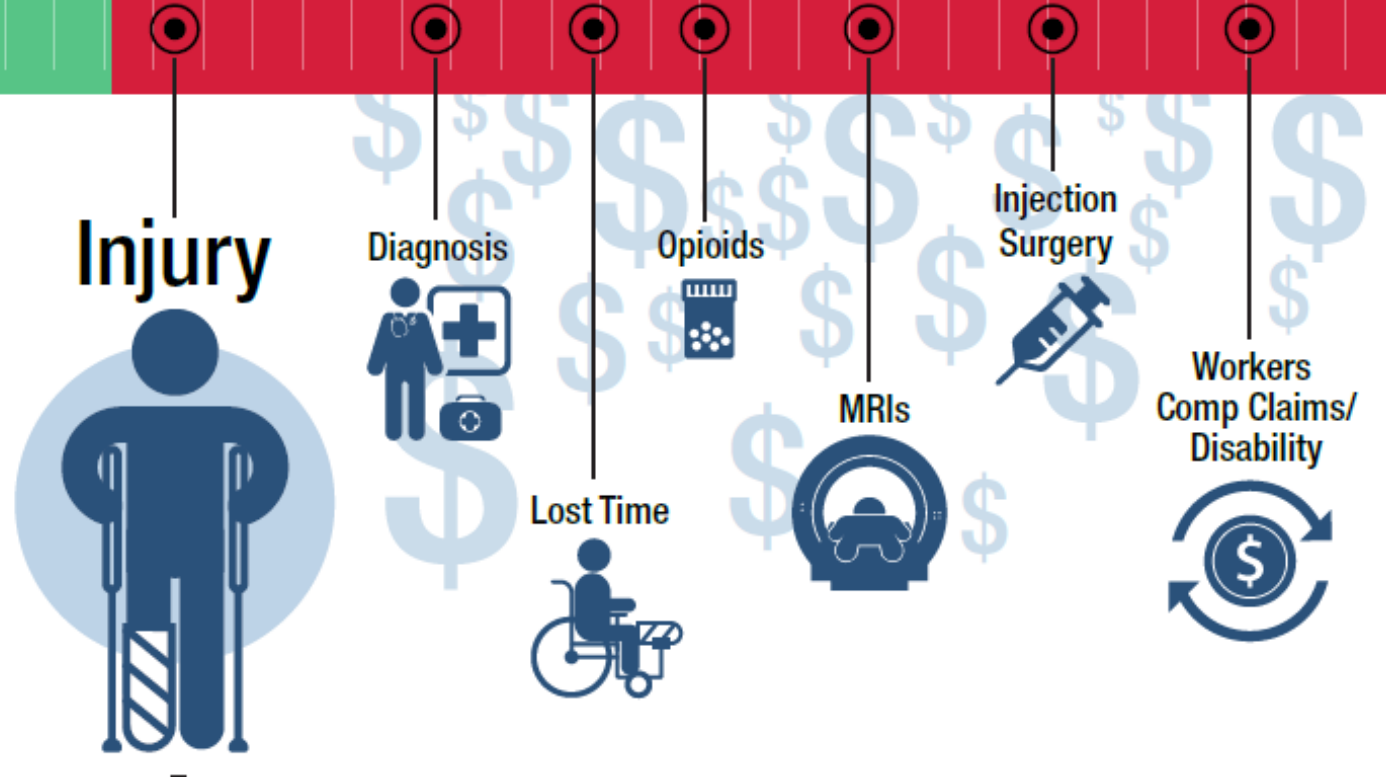 Injury
Diagnosis
Lost Time
Opioids
MRIs
Injection
Surgery
Workers
Comp Claims/
Disability